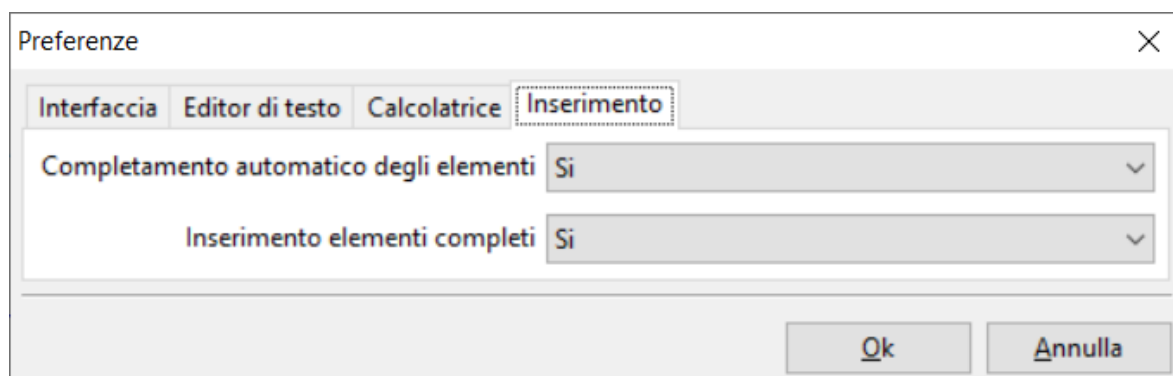 Preferenze
Interfaccia Editor di testo Calcolatrice Inserimento
Completamento automatico degli elementi Si
Inserimento elementi completi Si
Ok Annulla